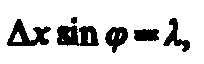 Δx sin φ = λ,